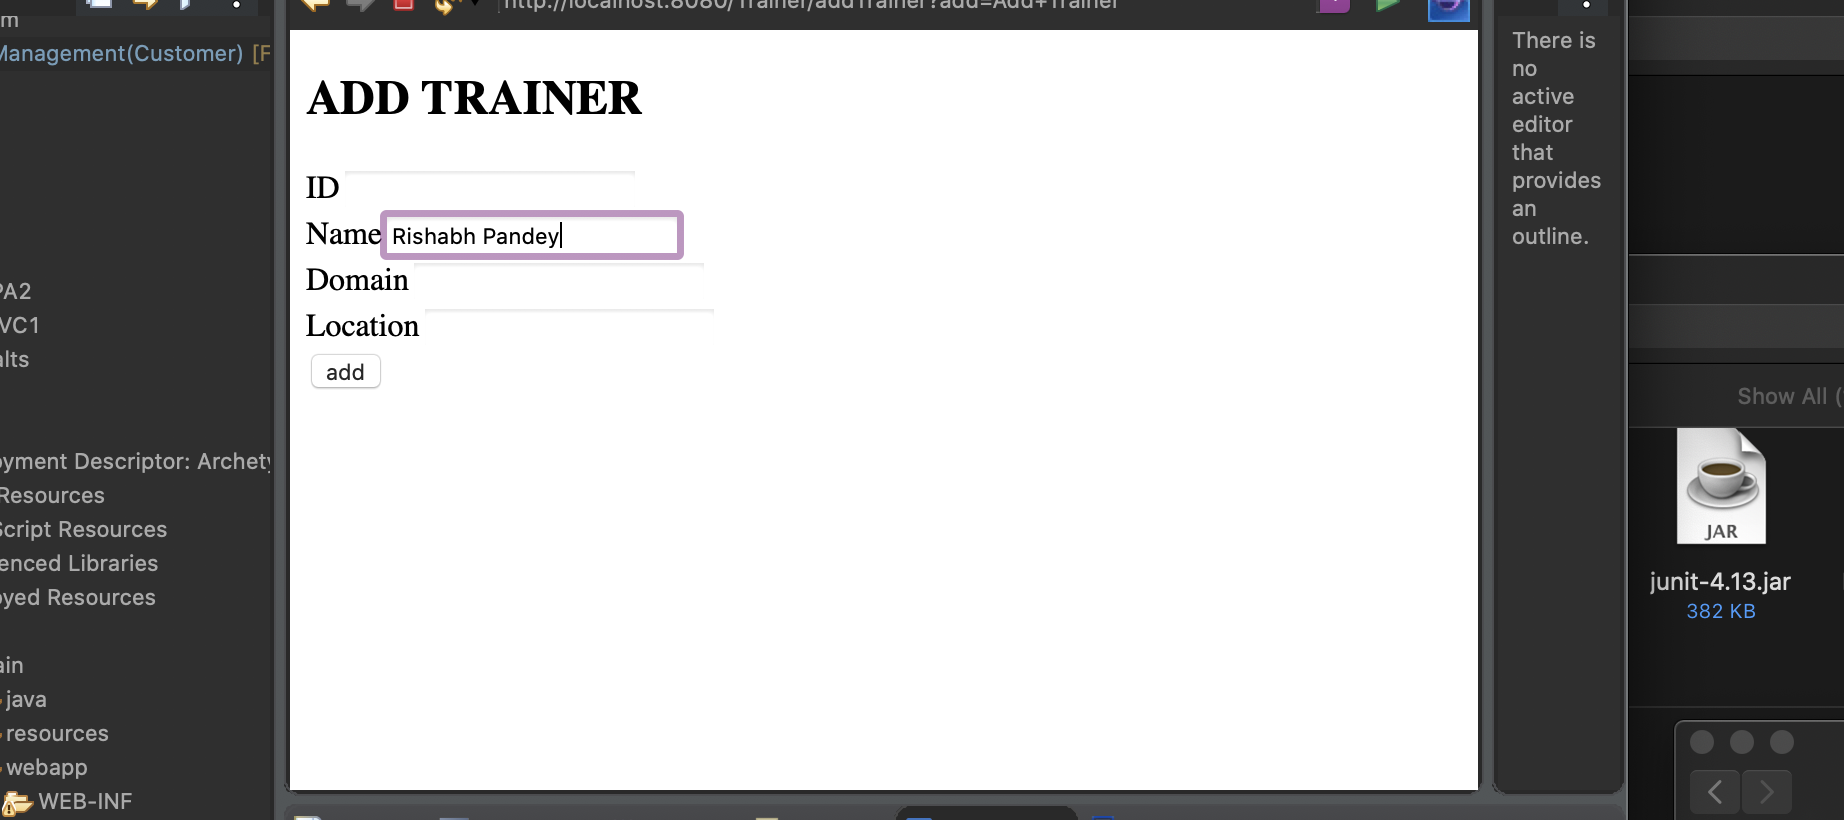 http://localhost:8080/Trainer/addTrainer?add=Add+Trainer
m
Management(Customer) [F
PA2
VC1
alts
oyment Descriptor: Archety
Resources
Script Resources
enced Libraries
oyed Resources
ain
java
resources
webapp
WEB-INF
ADD TRAINER
ID
Name Rishabh Pandey
Domain
Location
add
There is
no
active
editor
that
provides
an
outline.
Show All (
JAR
junit-4.13.jar
382 KB